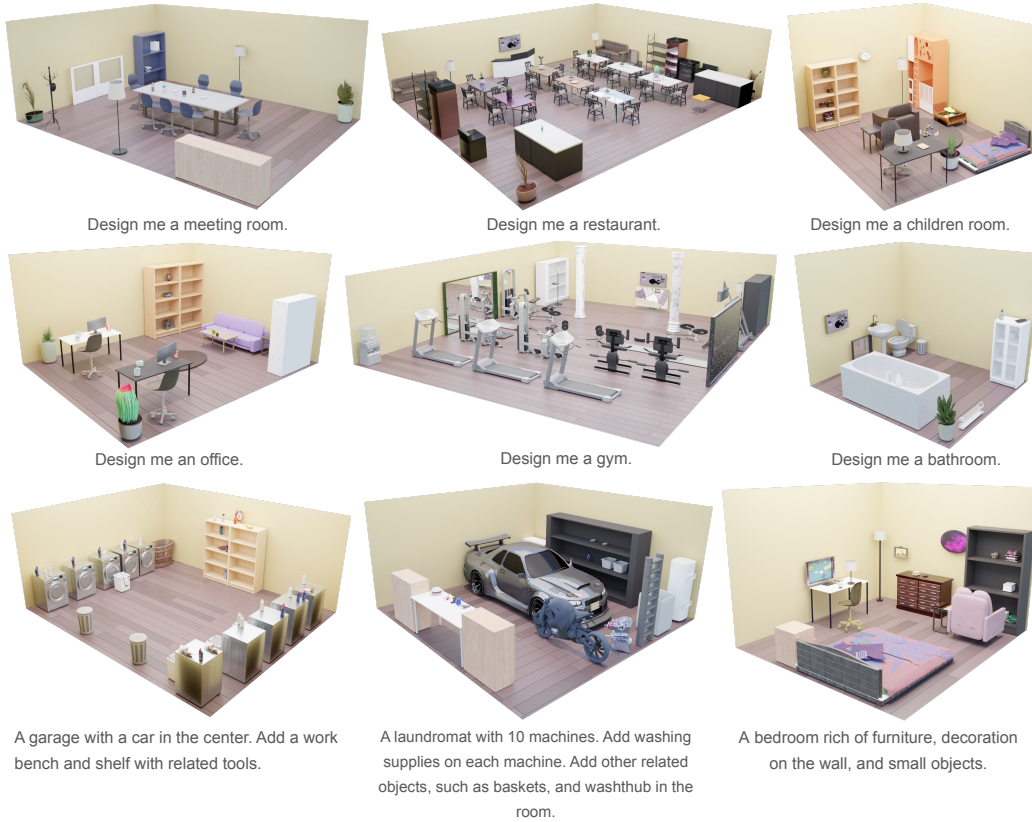 Design me a meeting room.
Design me a restaurant.
Design me a children room.
Design me an office.
Design me a gym.
Design me a bathroom.
A garage with a car in the center. Add a work
bench and shelf with related tools.
A laundromat with 10 machines. Add washing
supplies on each machine. Add other related
objects, such as baskets, and washthub in the
room.
A bedroom rich of furniture, decoration
on the wall, and small objects.